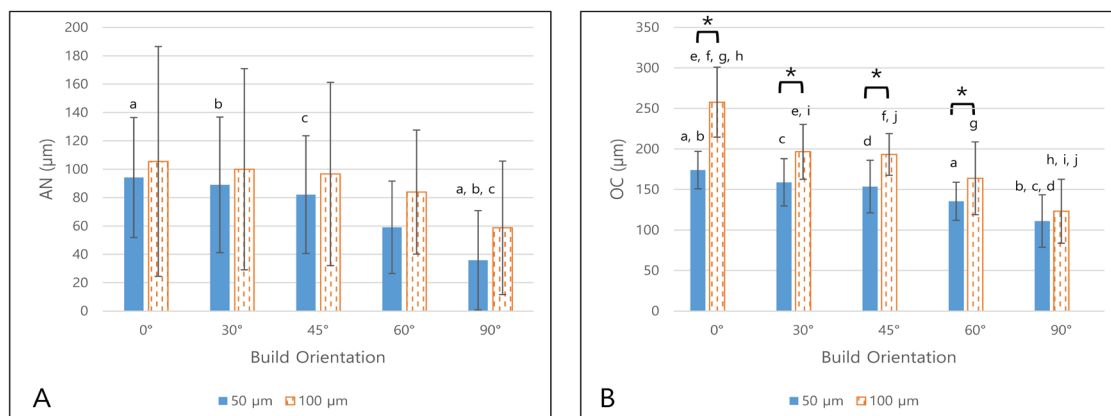 200
180
160
140
120
100
80
60
40
20
0
AN (µm)
a
b
c
a, b, c
0°
30°
45°
60°
90°
Build Orientation
50 µm
100 µm
A
350
300
250
200
150
100
50
0
OC (µm)
*
*
*
*
e, f, g, h
a, b
e, i
c
f, j
d
g
a
h, i, j
b, c, d
0°
30°
45°
60°
90°
Build Orientation
50 µm
100 µm
B